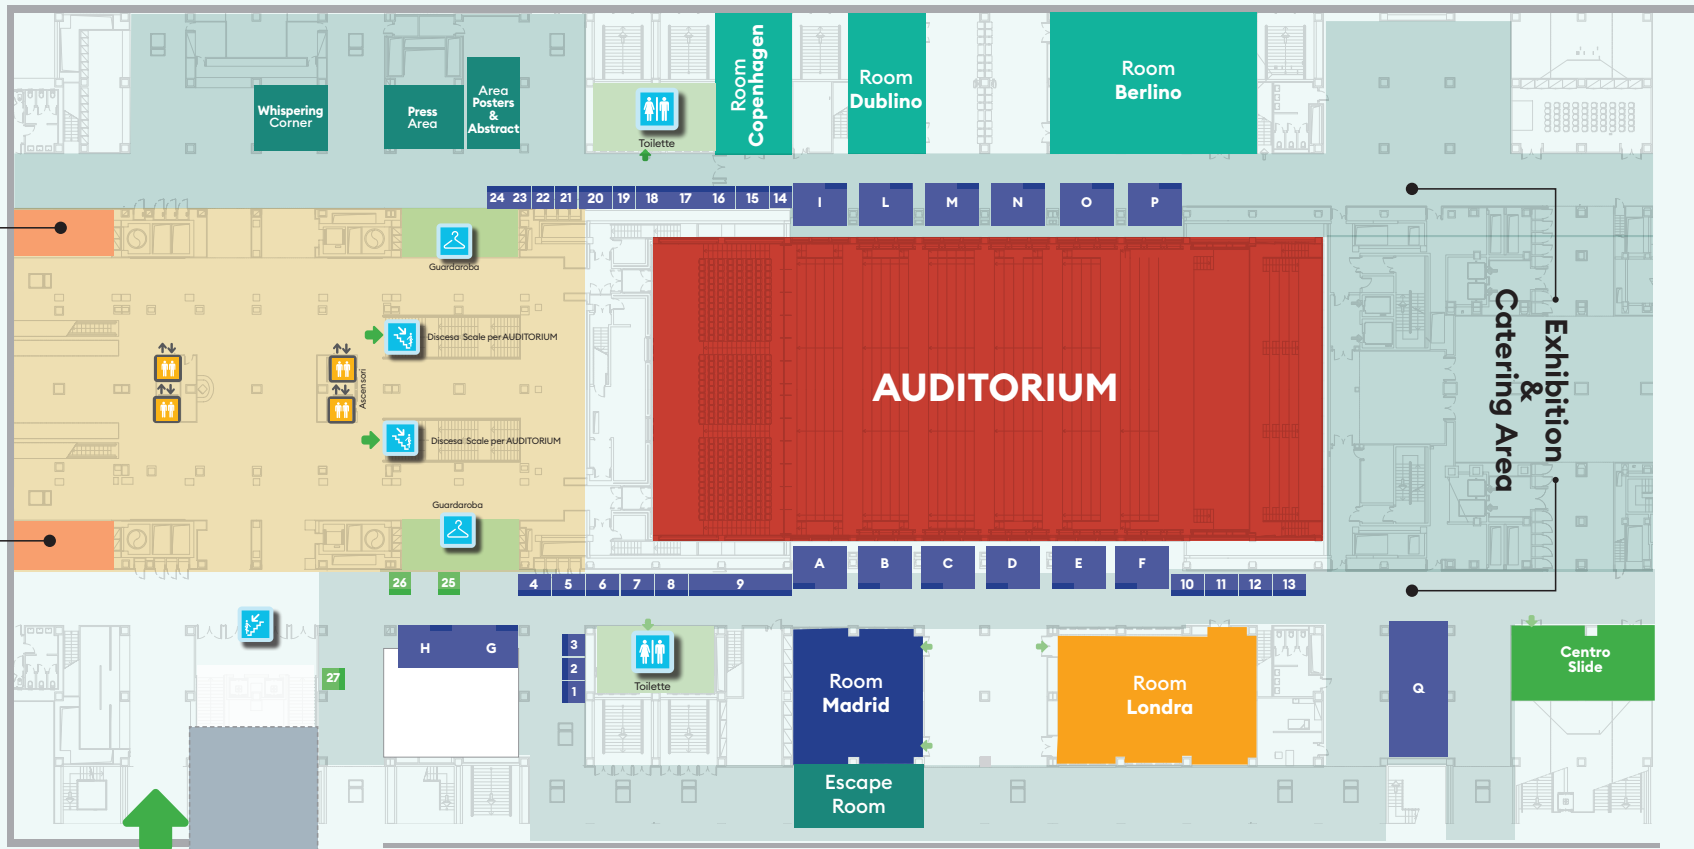 Whispering
Corner
Press
Area
Area
Posters
&
Abstract
Toilette
Room
Copenhagen
Room
Dublino
Room
Berlino
24 23 22 21 20 19 18 17 16 15 14
I L M N O P
Guardaroba
Discesa Scale per AUDITORIUM
Ascensori
Discesa Scale per AUDITORIUM
Guardaroba
AUDITORIUM
Exhibition
&
Catering Area
A B C D E F
26 25
4 5 6 7 8 9
10 11 12 13
H G
27
3
2
1
Toilette
Room
Madrid
Escape
Room
Room
Londra
Q
Centro
Slide